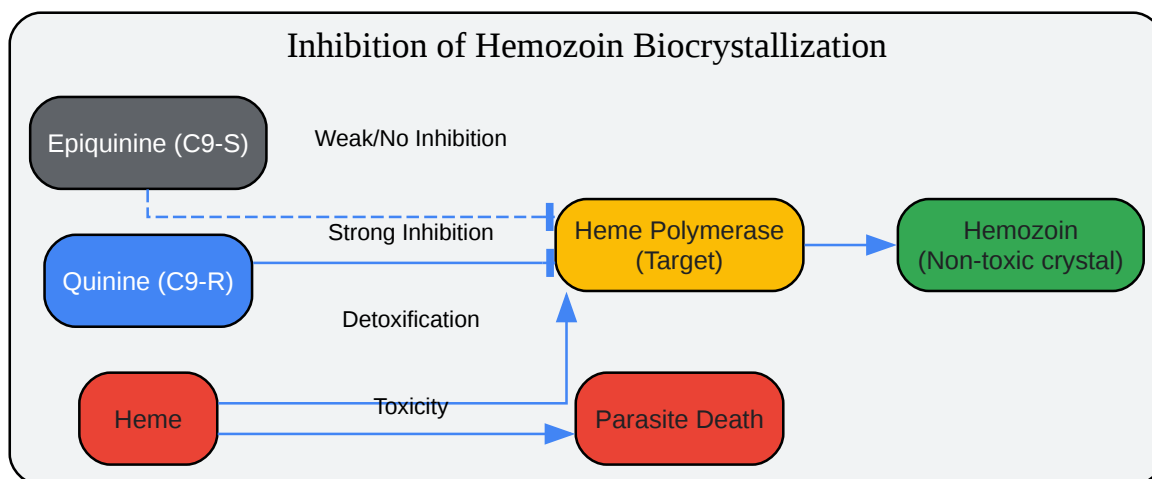 Inhibition of Hemozoin Biocrystallization
Epiquinine (C9-S)
Weak/No Inhibition
Strong Inhibition
Heme Polymerase
(Target)
Hemozoin
(Non-toxic crystal)
Quinine (C9-R)
Detoxification
Heme
Toxicity
Parasite Death